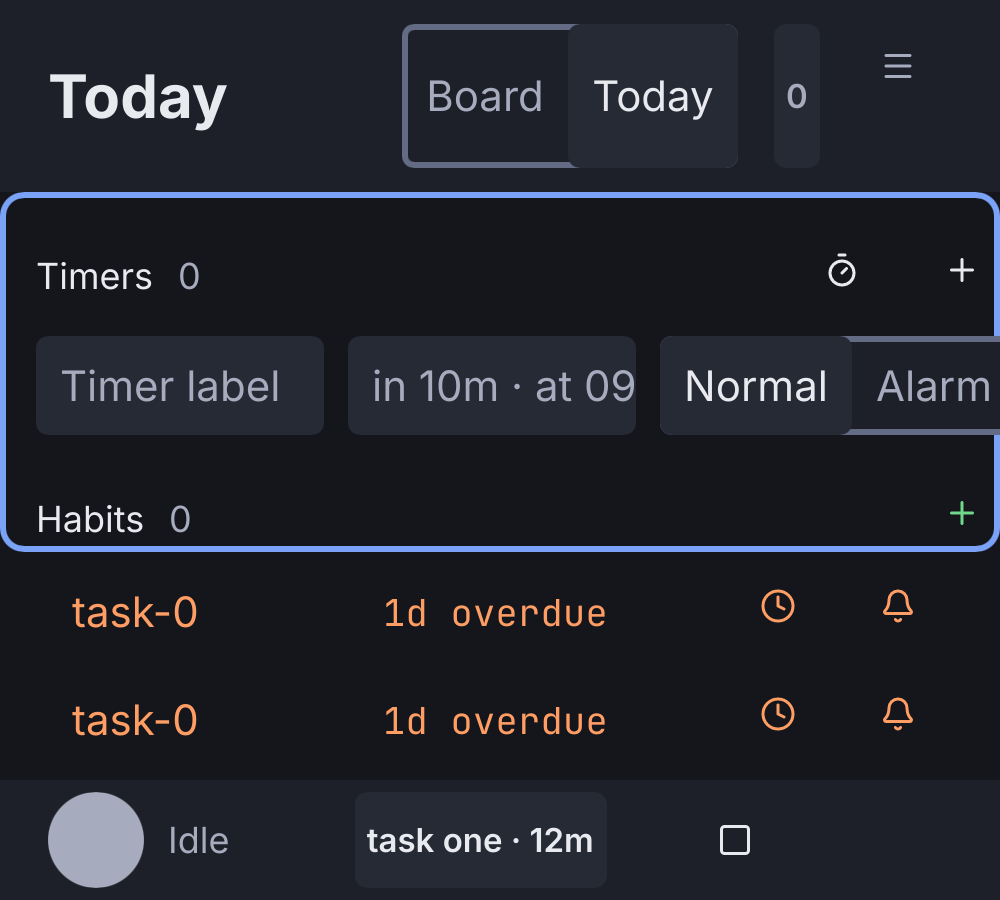 Today Board Today 0
Timers 0
Timer label in 10m · at 09 Normal Alarm
Habits 0
task-0 1d overdue
task-0 1d overdue
Idle task one · 12m